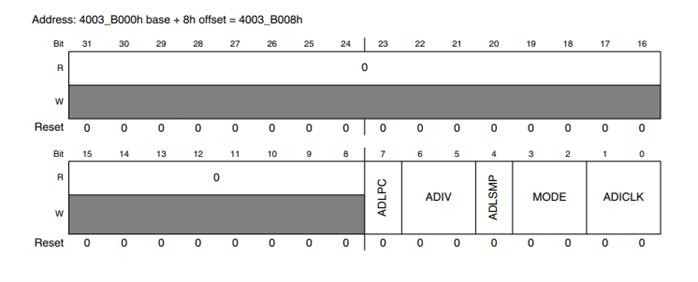 Address: 4003_B000h base + 8h offset = 4003_B008h
Bit 31 30 29 28 27 26 25 24 23 22 21 20 19 18 17 16
R 0
W
Reset 0 0 0 0 0 0 0 0 0 0 0 0 0 0 0 0
Bit 15 14 13 12 11 10 9 8 7 6 5 4 3 2 1 0
R 0 ADLPC ADIV ADLSMP MODE ADICLK
W
Reset 0 0 0 0 0 0 0 0 0 0 0 0 0 0 0 0